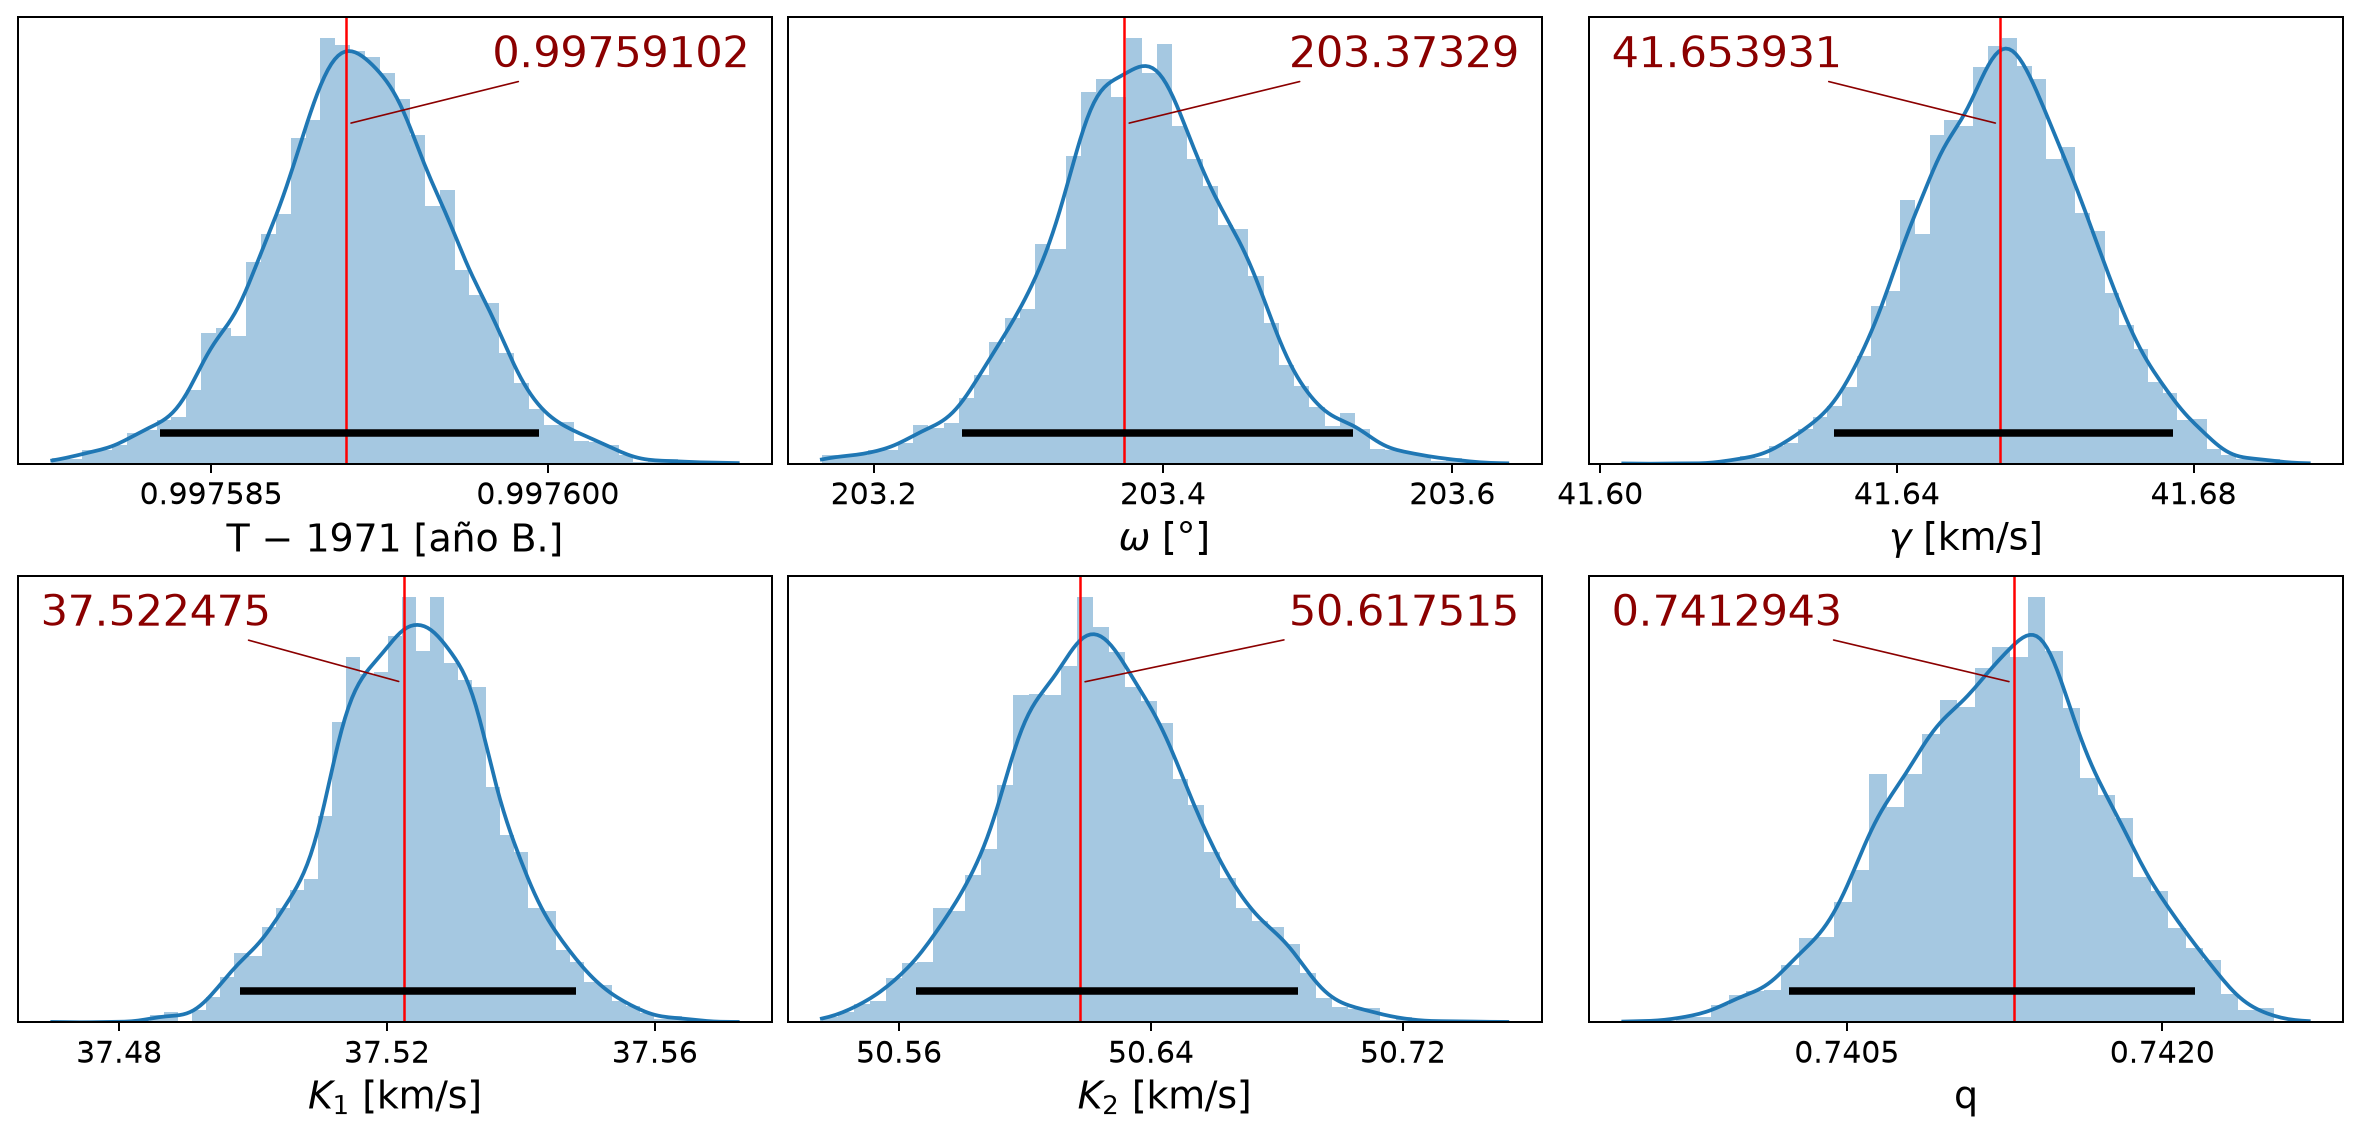 0.99759102
203.37329
41.653931
0.997585 0.997600
203.2 203.4 203.6
41.60 41.64 41.68
T − 1971 [año B.]
ω [°]
γ [km/s]
37.522475
50.617515
0.7412943
37.48 37.52 37.56
50.56 50.64 50.72
0.7405 0.7420
K₁ [km/s]
K₂ [km/s]
q